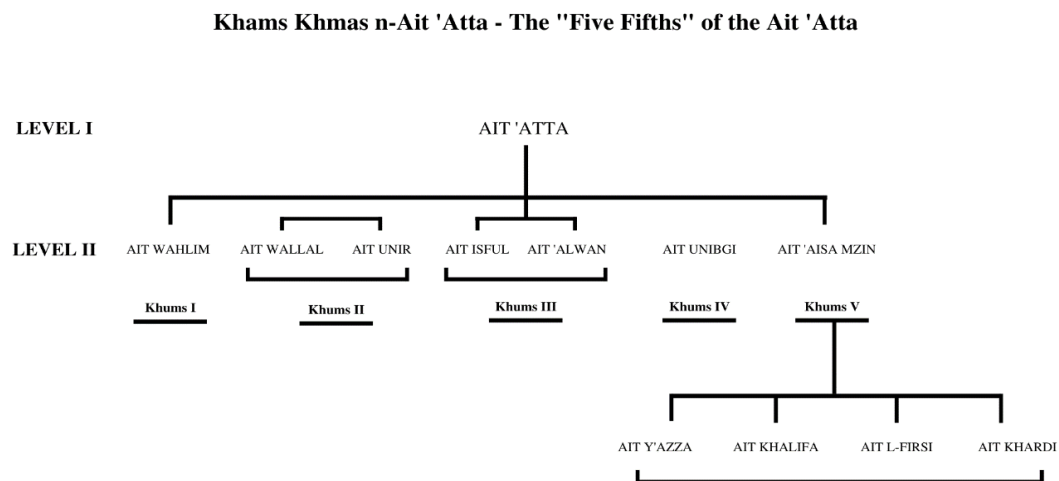 Khams Khmas n-Ait 'Atta - The "Five Fifths" of the Ait 'Atta
LEVEL I
AIT 'ATTA
LEVEL II
AIT WAHLIM
AIT WALLAL
AIT UNIR
AIT ISFUL
AIT 'ALWAN
AIT UNIBGI
AIT 'AISA MZIN
Khums I
Khums II
Khums III
Khums IV
Khums V
AIT Y'AZZA
AIT KHALIFA
AIT L-FIRSI
AIT KHARDI